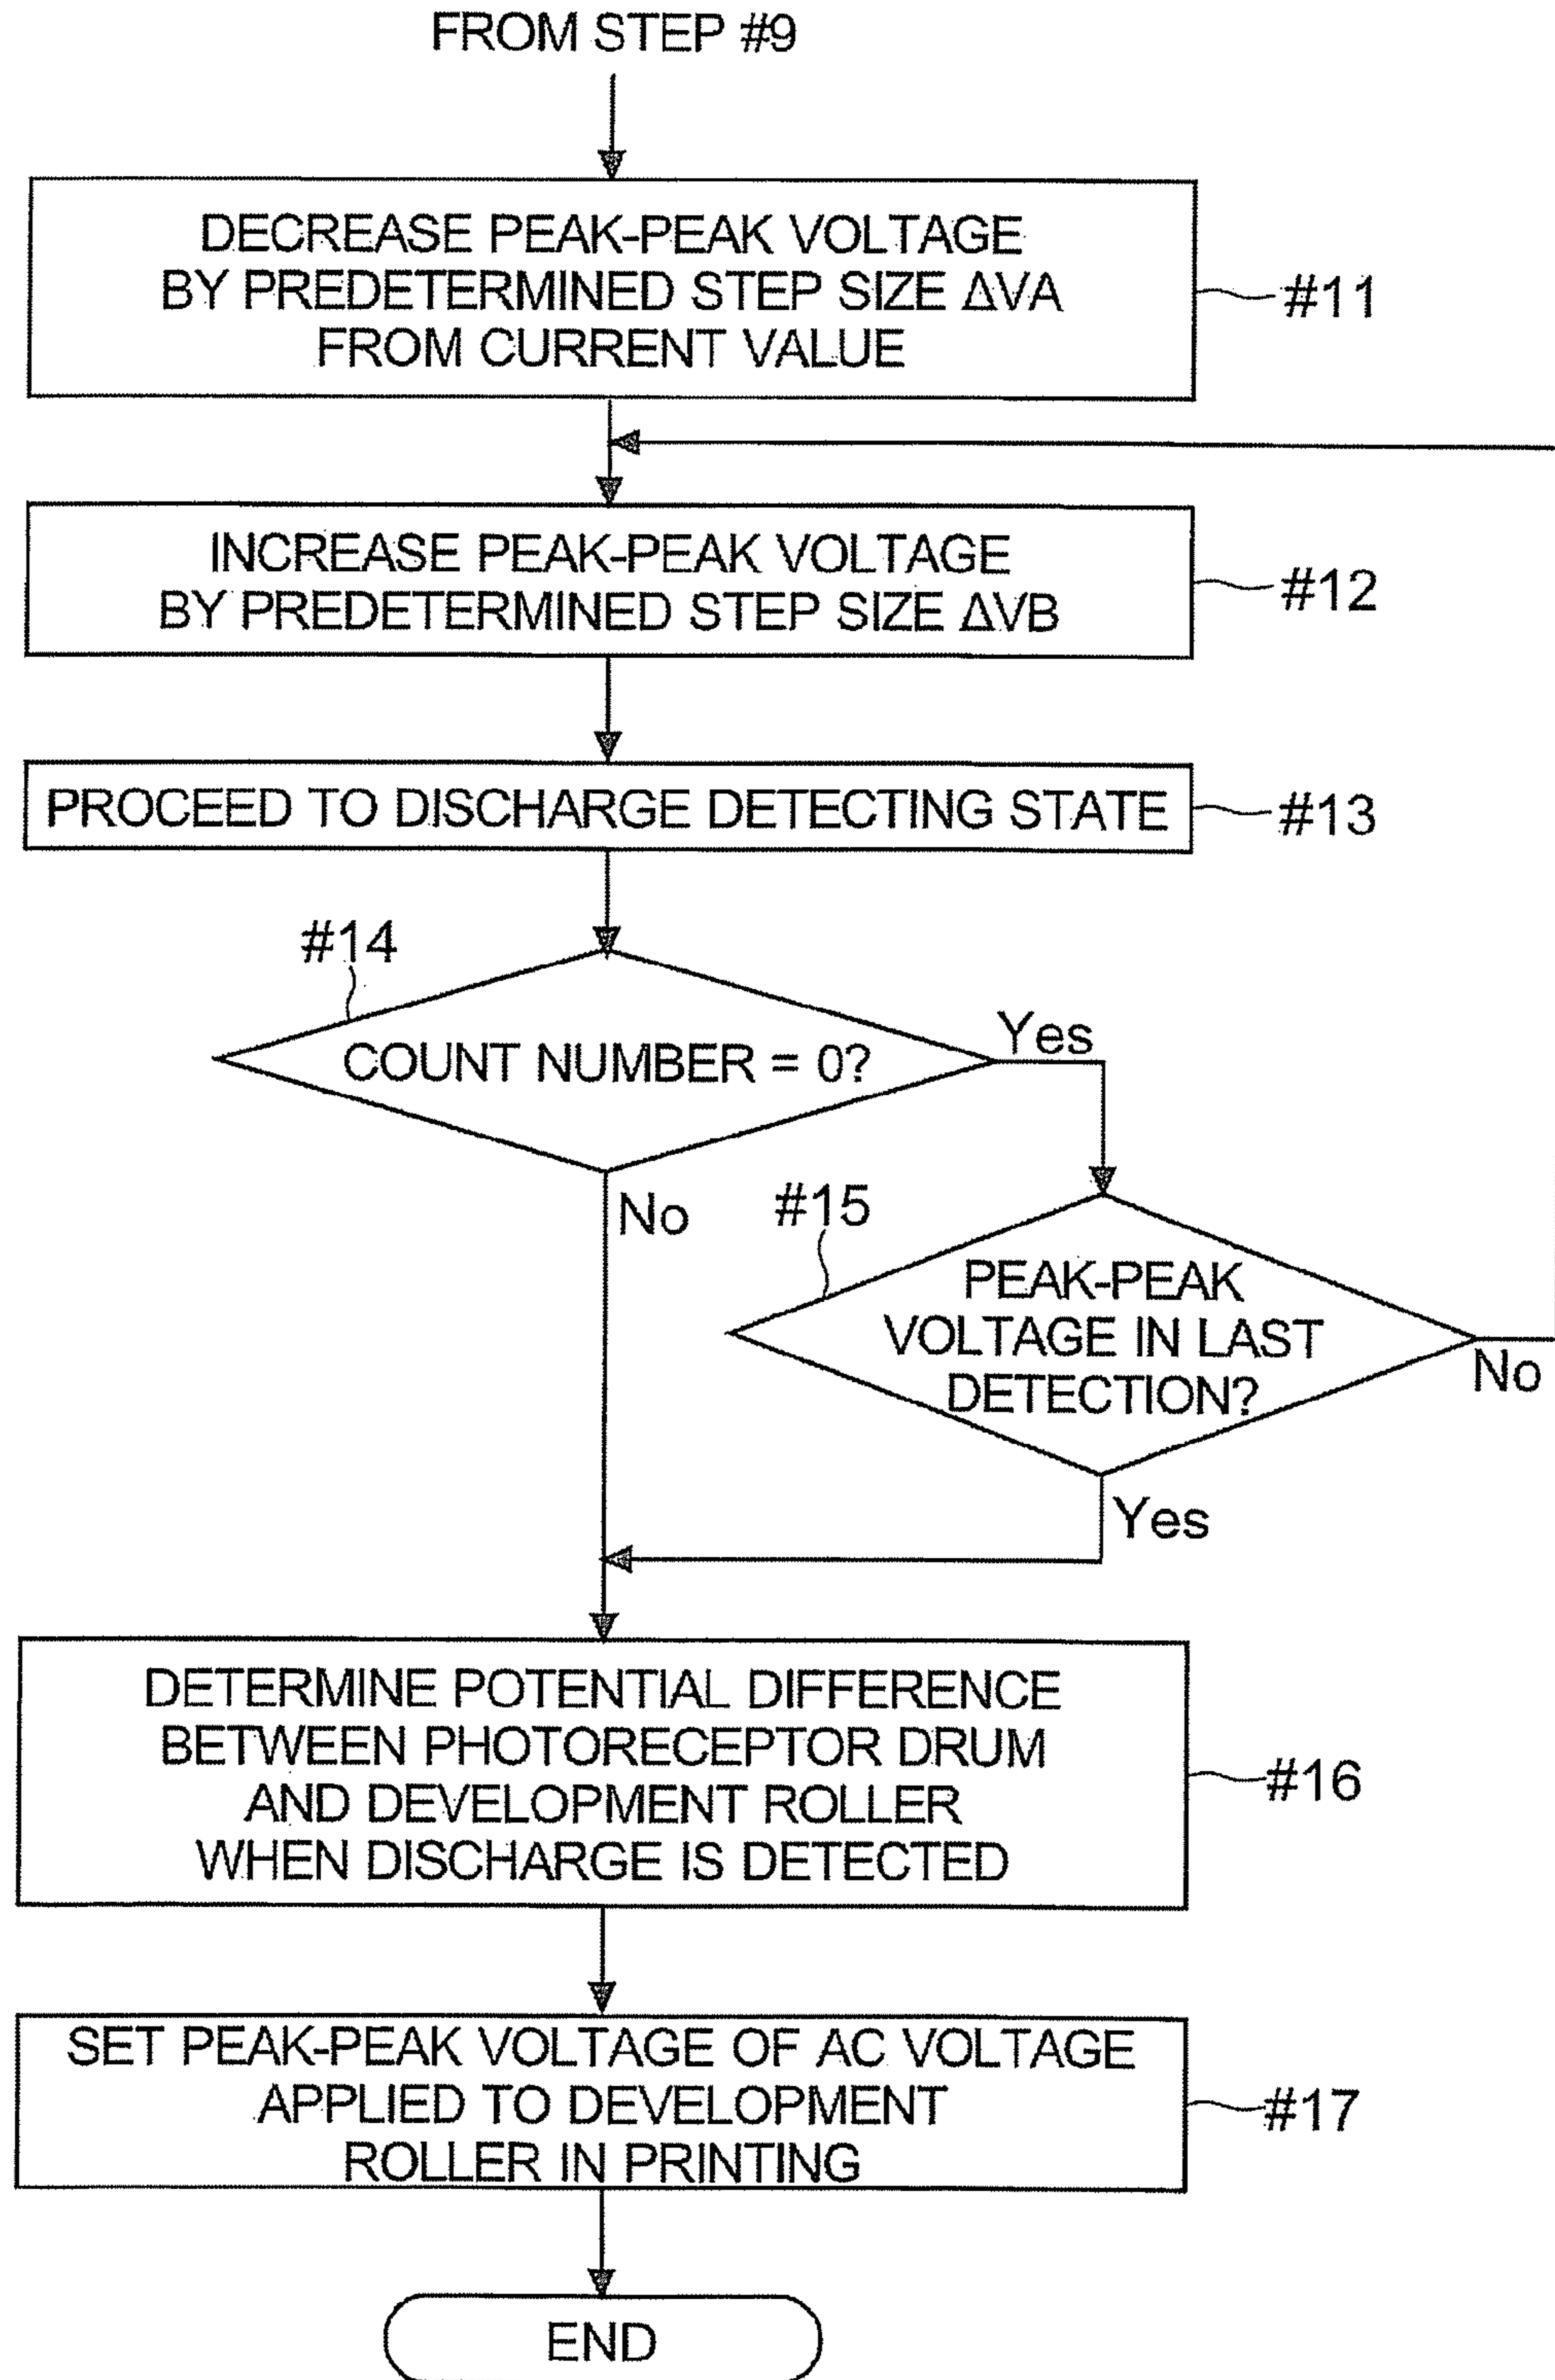 FROM STEP #9
DECREASE PEAK-PEAK VOLTAGE
BY PREDETERMINED STEP SIZE ΔVA
FROM CURRENT VALUE
#11
INCREASE PEAK-PEAK VOLTAGE
BY PREDETERMINED STEP SIZE ΔVB
#12
PROCEED TO DISCHARGE DETECTING STATE
#13
#14
COUNT NUMBER = 0?
Yes
No
#15
PEAK-PEAK
VOLTAGE IN LAST
DETECTION?
No
Yes
DETERMINE POTENTIAL DIFFERENCE
BETWEEN PHOTORECEPTOR DRUM
AND DEVELOPMENT ROLLER
WHEN DISCHARGE IS DETECTED
#16
SET PEAK-PEAK VOLTAGE OF AC VOLTAGE
APPLIED TO DEVELOPMENT
ROLLER IN PRINTING
#17
END